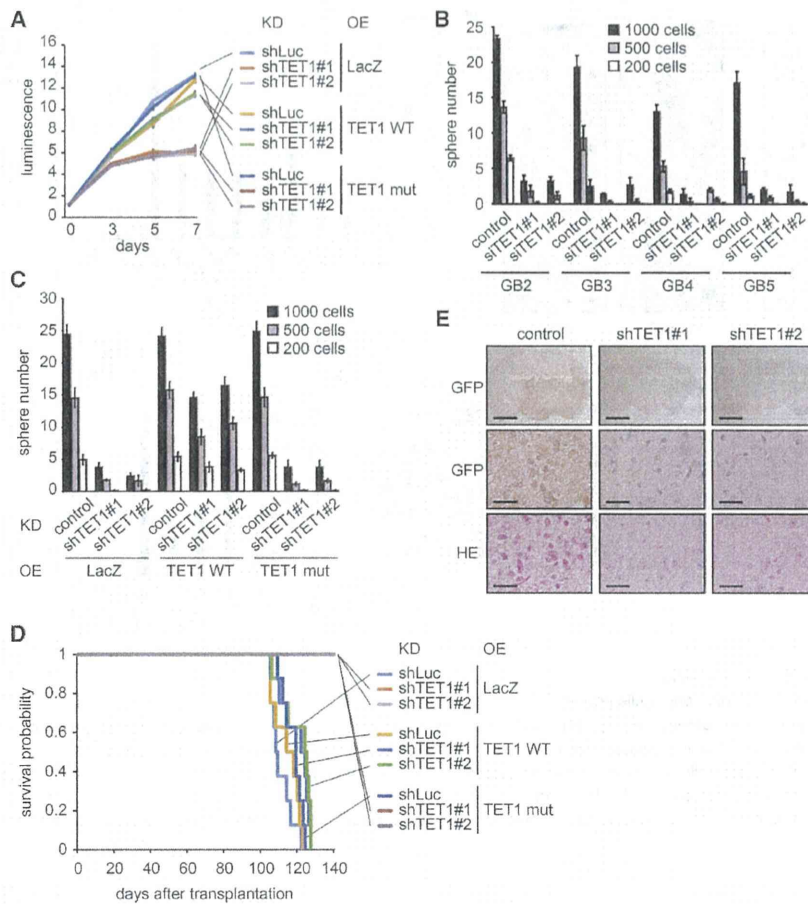 A
KD OE
luminescence
16
14
12
10
8
6
4
2
0
0 3 5 7
days
shLuc
shTET1#1
shTET1#2
LacZ
shLuc
shTET1#1
shTET1#2
TET1 WT
shLuc
shTET1#1
shTET1#2
TET1 mut
B
sphere number
25
20
15
10
5
0
1000 cells
500 cells
200 cells
control
siTET1#1
siTET1#2
control
siTET1#1
siTET1#2
control
siTET1#1
siTET1#2
control
siTET1#1
siTET1#2
GB2 GB3 GB4 GB5
C
sphere number
30
25
20
15
10
5
0
1000 cells
500 cells
200 cells
KD
control
shTET1#1
shTET1#2
control
shTET1#1
shTET1#2
control
shTET1#1
shTET1#2
OE LacZ TET1 WT TET1 mut
E
control shTET1#1 shTET1#2
GFP
GFP
HE
D
KD OE
survival probability
1
0.8
0.6
0.4
0.2
0
0 20 40 60 80 100 120 140
days after transplantation
shLuc
shTET1#1
shTET1#2
LacZ
shLuc
shTET1#1
shTET1#2
TET1 WT
shLuc
shTET1#1
shTET1#2
TET1 mut